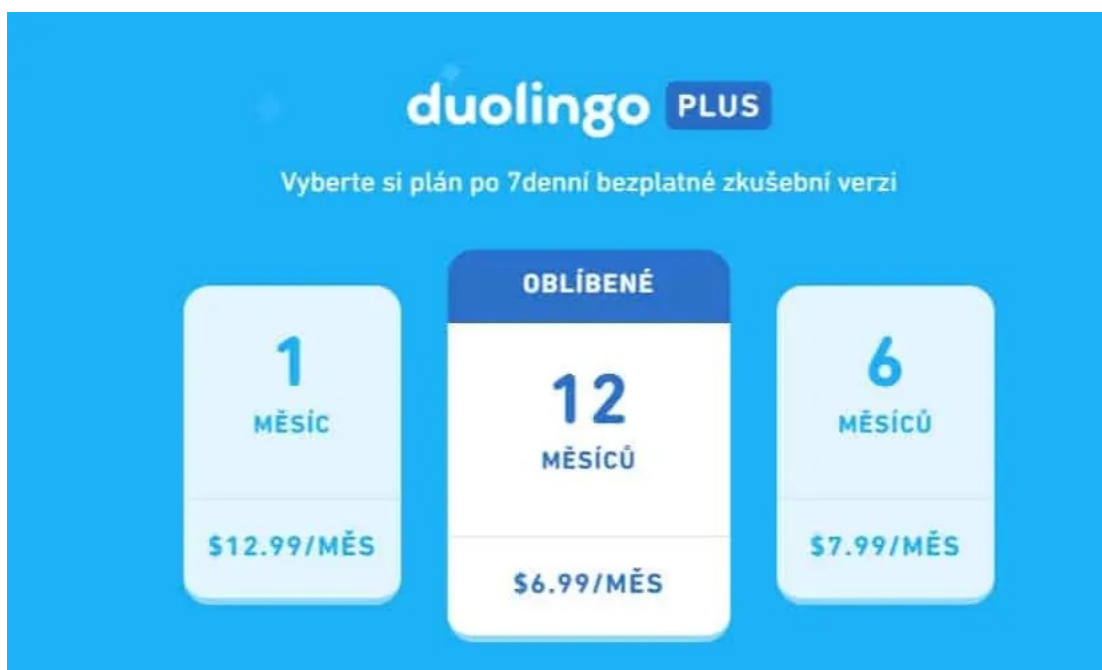 duolingo PLUS
Vyberte si plán po 7denní bezplatné zkušební verzi
1
MĚSÍC
$12.99/MĚS
OBLÍBENÉ
12
MĚSÍCŮ
$6.99/MĚS
6
MĚSÍCŮ
$7.99/MĚS